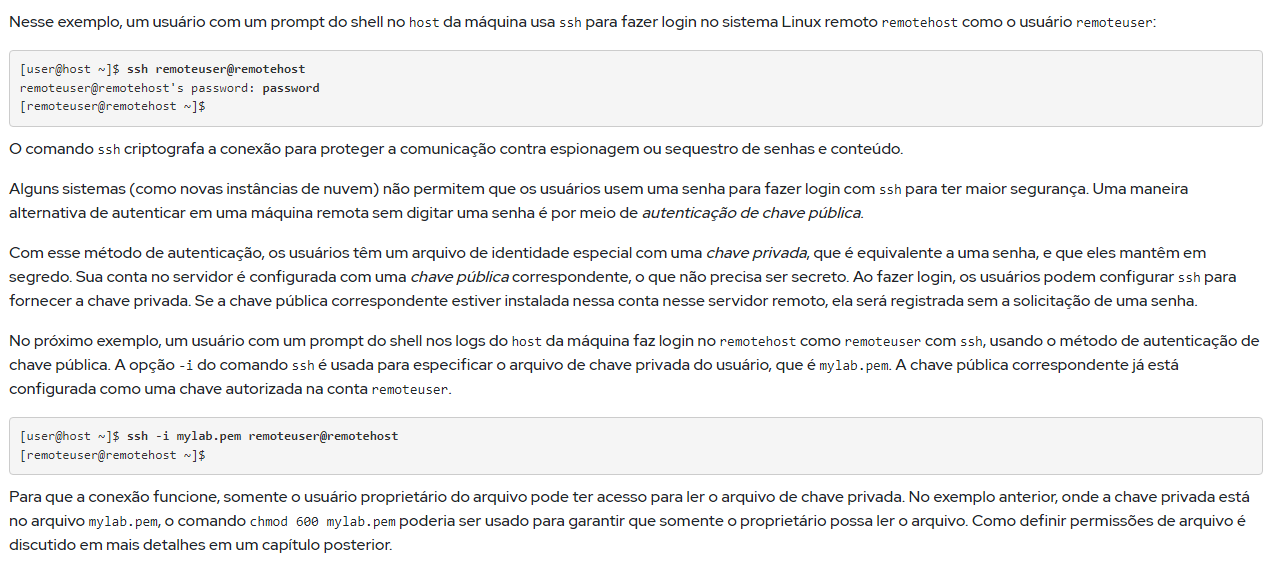 Nesse exemplo, um usuário com um prompt do shell no host da máquina usa ssh para fazer login no sistema Linux remoto remotehost como o usuário remoteuser:
[user@host ~]$ ssh remoteuser@remotehost
remoteuser@remotehost's password: password
[remoteuser@remotehost ~]$
O comando ssh criptografa a conexão para proteger a comunicação contra espionagem ou sequestro de senhas e conteúdo.
Alguns sistemas (como novas instâncias de nuvem) não permitem que os usuários usem uma senha para fazer login com ssh para ter maior segurança. Uma maneira
alternativa de autenticar em uma máquina remota sem digitar uma senha é por meio de autenticação de chave pública.
Com esse método de autenticação, os usuários têm um arquivo de identidade especial com uma chave privada, que é equivalente a uma senha, e que eles mantêm em
segredo. Sua conta no servidor é configurada com uma chave pública correspondente, o que não precisa ser secreto. Ao fazer login, os usuários podem configurar ssh para
fornecer a chave privada. Se a chave pública correspondente estiver instalada nessa conta nesse servidor remoto, ela será registrada sem a solicitação de uma senha.
No próximo exemplo, um usuário com um prompt do shell nos logs do host da máquina faz login no remotehost como remoteuser com ssh, usando o método de autenticação de
chave pública. A opção -i do comando ssh é usada para especificar o arquivo de chave privada do usuário, que é mylab.pem. A chave pública correspondente já está
configurada como uma chave autorizada na conta remoteuser.
[user@host ~]$ ssh -i mylab.pem remoteuser@remotehost
[remoteuser@remotehost ~]$
Para que a conexão funcione, somente o usuário proprietário do arquivo pode ter acesso para ler o arquivo de chave privada. No exemplo anterior, onde a chave privada está
no arquivo mylab.pem, o comando chmod 600 mylab.pem poderia ser usado para garantir que somente o proprietário possa ler o arquivo. Como definir permissões de arquivo é
discutido em mais detalhes em um capítulo posterior.